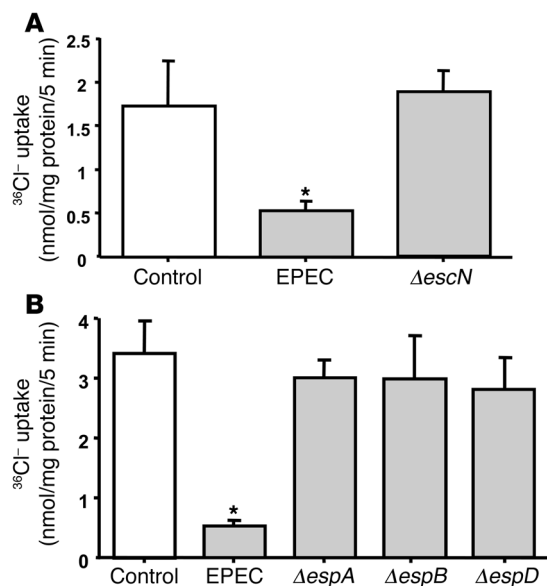 A
³⁶Cl⁻ uptake
(nmol/mg protein/5 min)
2.5
2
1.5
1
0.5
0
*
Control EPEC ΔescN
B
³⁶Cl⁻ uptake
(nmol/mg protein/5 min)
4
3
2
1
0
*
Control EPEC ΔespA ΔespB ΔespD